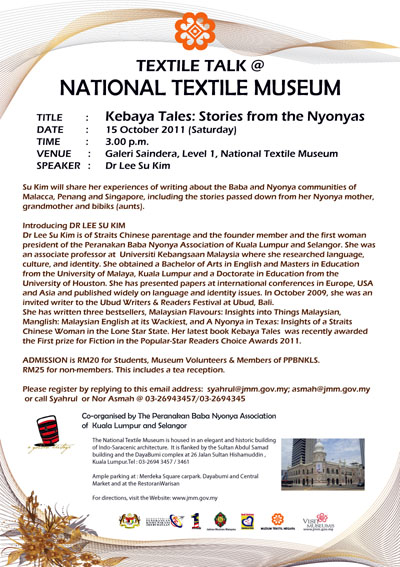 TEXTILE TALK @
NATIONAL TEXTILE MUSEUM
TITLE : Kebaya Tales: Stories from the Nyonyas
DATE : 15 October 2011 (Saturday)
TIME : 3.00 p.m.
VENUE : Galeri Saindera, Level 1, National Textile Museum
SPEAKER : Dr Lee Su Kim
Su Kim will share her experiences of writing about the Baba and Nyonya communities of
Malacca, Penang and Singapore, including the stories passed down from her Nyonya mother,
grandmother and bibiks (aunts).
Introducing DR LEE SU KIM
Dr Lee Su Kim is of Straits Chinese parentage and the founder member and the first woman
president of the Peranakan Baba Nyonya Association of Kuala Lumpur and Selangor. She was
an associate professor at Universiti Kebangsaan Malaysia where she researched language,
culture, and identity. She obtained a Bachelor of Arts in English and Masters in Education
from the University of Malaya, Kuala Lumpur and a Doctorate in Education from the
University of Houston. She has presented papers at international conferences in Europe, USA
and Asia and published widely on language and identity issues. In October 2009, she was an
invited writer to the Ubud Writers & Readers Festival at Ubud, Bali.
She has written three bestsellers, Malaysian Flavours: Insights into Things Malaysian,
Manglish: Malaysian English at its Wackiest, and A Nyonya in Texas: Insights of a Straits
Chinese Woman in the Lone Star State. Her latest book Kebaya Tales was recently awarded
the First prize for Fiction in the Popular-Star Readers Choice Awards 2011.
ADMISSION is RM20 for Students, Museum Volunteers & Members of PPBNKLS.
RM25 for non-members. This includes a tea reception.
Please register by replying to this email address: syahrul@jmm.gov.my; asmah@jmm.gov.my
or call Syahrul or Nor Asmah @ 03-26943457/03-2694345
Co-organised by The Peranakan Baba Nyonya Association
of Kuala Lumpur and Selangor
The National Textile Museum is housed in an elegant and historic building
of Indo-Saracenic architecture. It is flanked by the Sultan Abdul Samad
building and the DayaBumi complex at 26 Jalan Sultan Hishamuddin ,
Kuala Lumpur.Tel : 03-2694 3457 / 3461
Ample parking at : Merdeka Square carpark. Dayabumi and Central
Market and at the RestoranWarisan
For directions, visit the Website: www.jmm.gov.my
MUZIUM TEKSTIL NEGARA
VISIT
MUSEUMS
www.jmm.gov.my